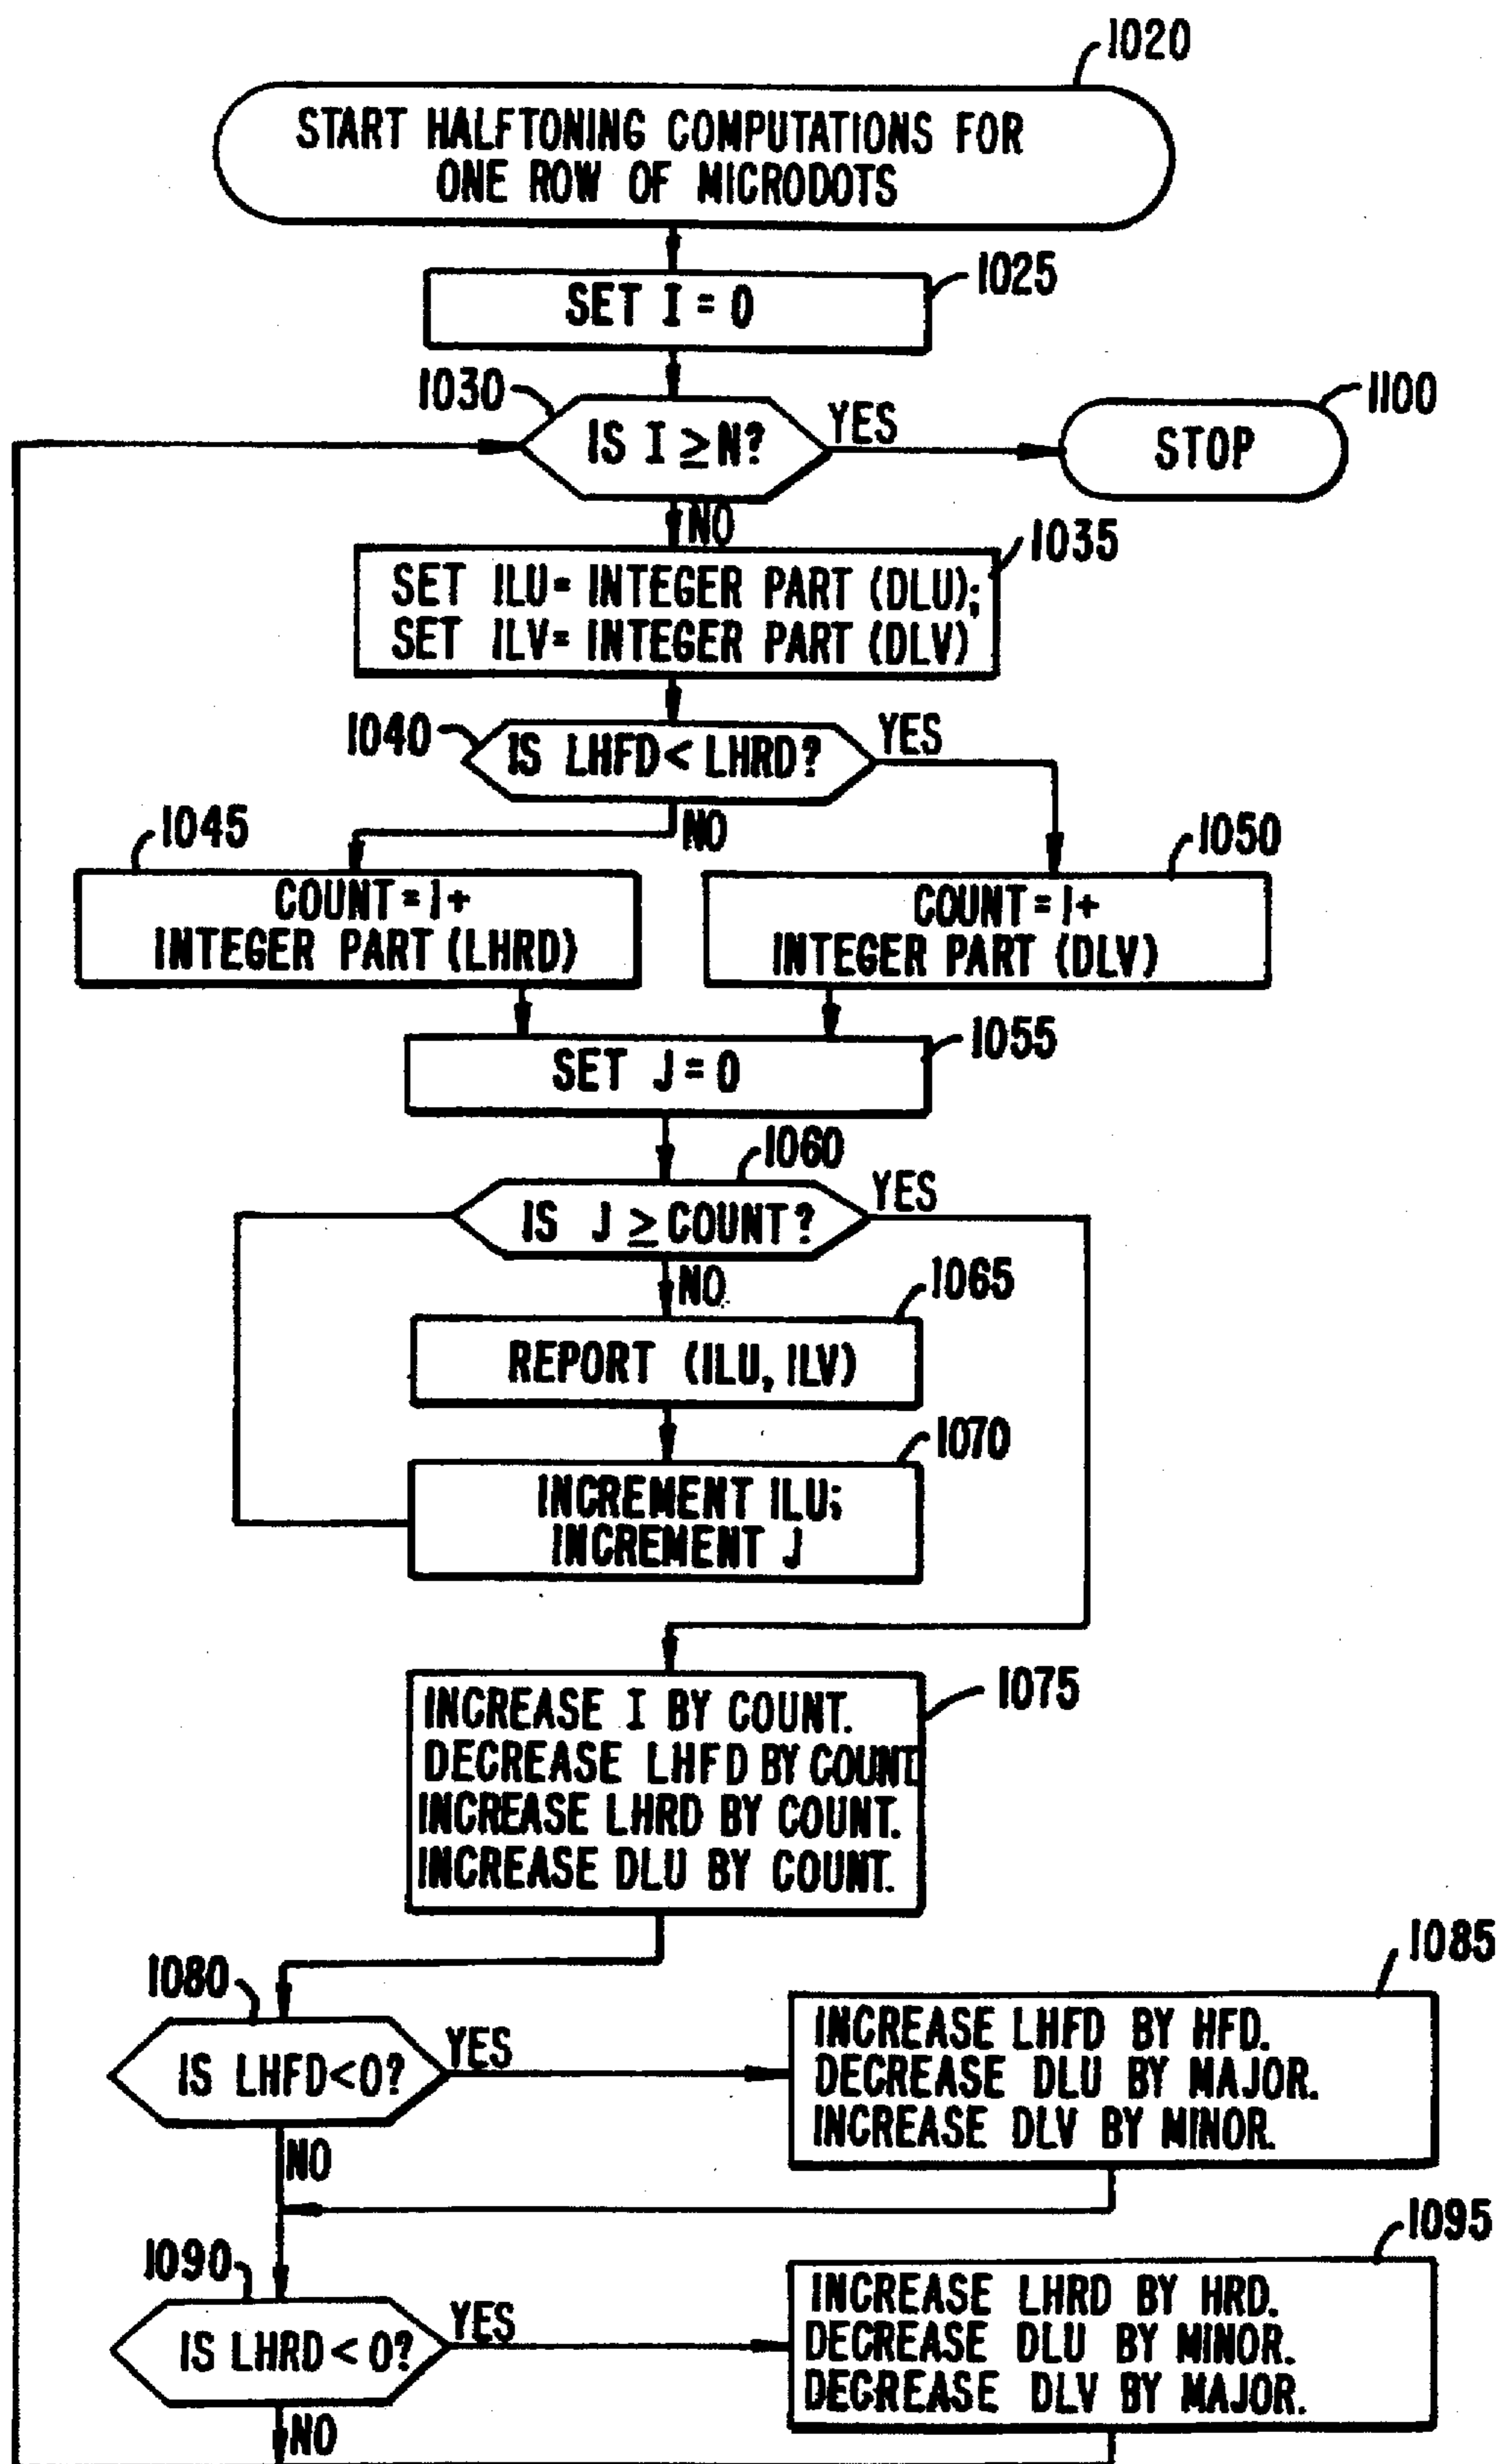 1020
START HALFTONING COMPUTATIONS FOR
ONE ROW OF MICRODOTS
1025
SET I = 0
1030
IS I ≥ N?
YES
1100
STOP
NO
1035
SET ILU= INTEGER PART (DLU);
SET ILV= INTEGER PART (DLV)
1040
IS LHFD < LHRD?
YES
NO
1045
COUNT = 1+
INTEGER PART (LHRD)
1050
COUNT = 1+
INTEGER PART (DLV)
1055
SET J = 0
1060
IS J ≥ COUNT?
YES
NO
1065
REPORT (ILU, ILV)
1070
INCREMENT ILU;
INCREMENT J
1075
INCREASE I BY COUNT.
DECREASE LHFD BY COUNT
INCREASE LHRD BY COUNT.
INCREASE DLU BY COUNT.
1080
IS LHFD<0?
YES
NO
1085
INCREASE LHFD BY HFD.
DECREASE DLU BY MAJOR.
INCREASE DLV BY MINOR.
1090
IS LHRD < 0?
YES
NO
1095
INCREASE LHRD BY HRD.
DECREASE DLU BY MINOR.
DECREASE DLV BY MAJOR.